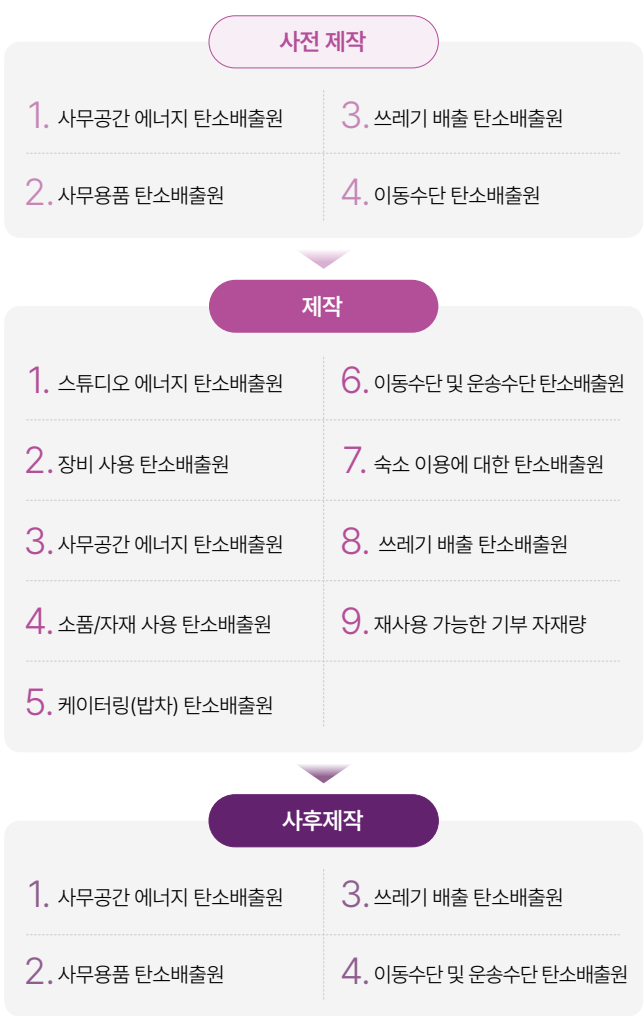 사전 제작
1. 사무공간 에너지 탄소배출원
2. 사무용품 탄소배출원
3. 쓰레기 배출 탄소배출원
4. 이동수단 탄소배출원
제작
1. 스튜디오 에너지 탄소배출원
2. 장비 사용 탄소배출원
3. 사무공간 에너지 탄소배출원
4. 소품/자재 사용 탄소배출원
5. 케이터링(밥차) 탄소배출원
6. 이동수단 및 운송수단 탄소배출원
7. 숙소 이용에 대한 탄소배출원
8. 쓰레기 배출 탄소배출원
9. 재사용 가능한 기부 자재량
사후제작
1. 사무공간 에너지 탄소배출원
2. 사무용품 탄소배출원
3. 쓰레기 배출 탄소배출원
4. 이동수단 및 운송수단 탄소배출원